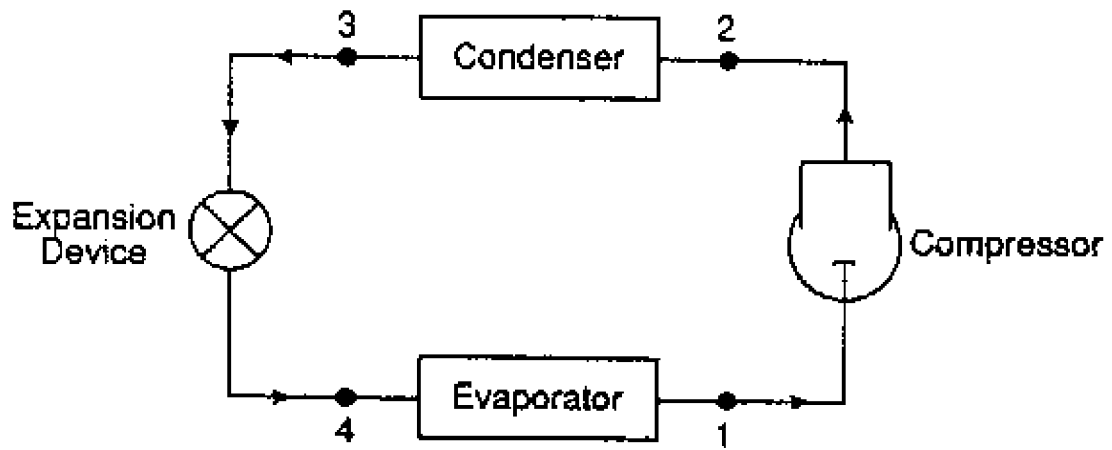 3
Condenser
2
Expansion
Device
Compressor
4
Evaporator
1